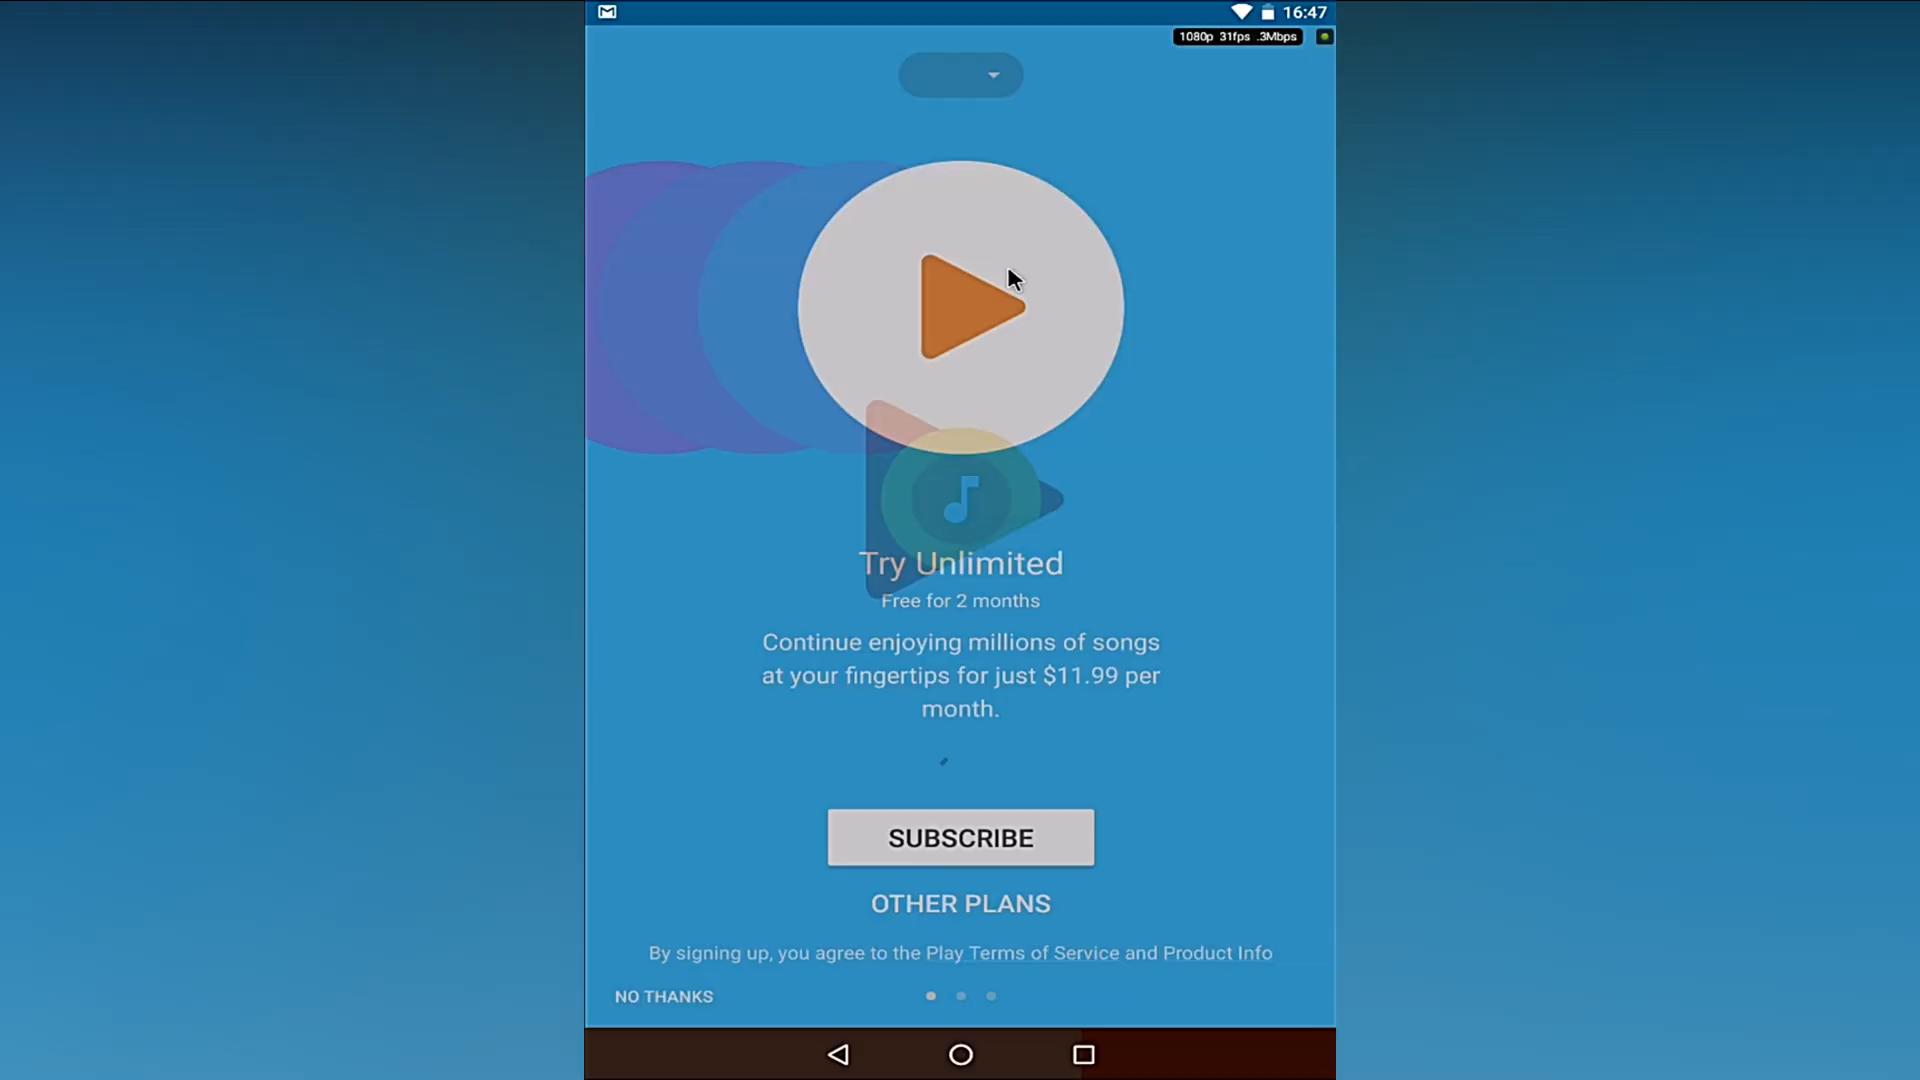 16:47
1080p 31fps .3Mbps
Try Unlimited
Free for 2 months
Continue enjoying millions of songs
at your fingertips for just $11.99 per
month.
SUBSCRIBE
OTHER PLANS
By signing up, you agree to the Play Terms of Service and Product Info
NO THANKS